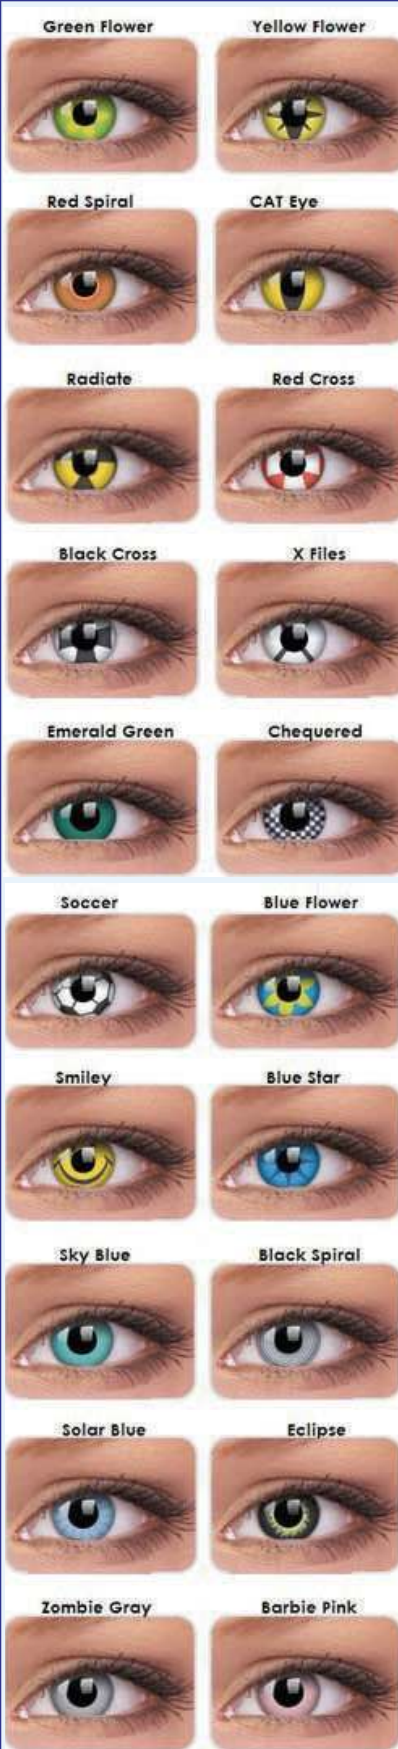 Green Flower
Yellow Flower
Red Spiral
CAT Eye
Radiate
Red Cross
Black Cross
X Files
Emerald Green
Chequered
Soccer
Blue Flower
Smiley
Blue Star
Sky Blue
Black Spiral
Solar Blue
Eclipse
Zombie Gray
Barbie Pink